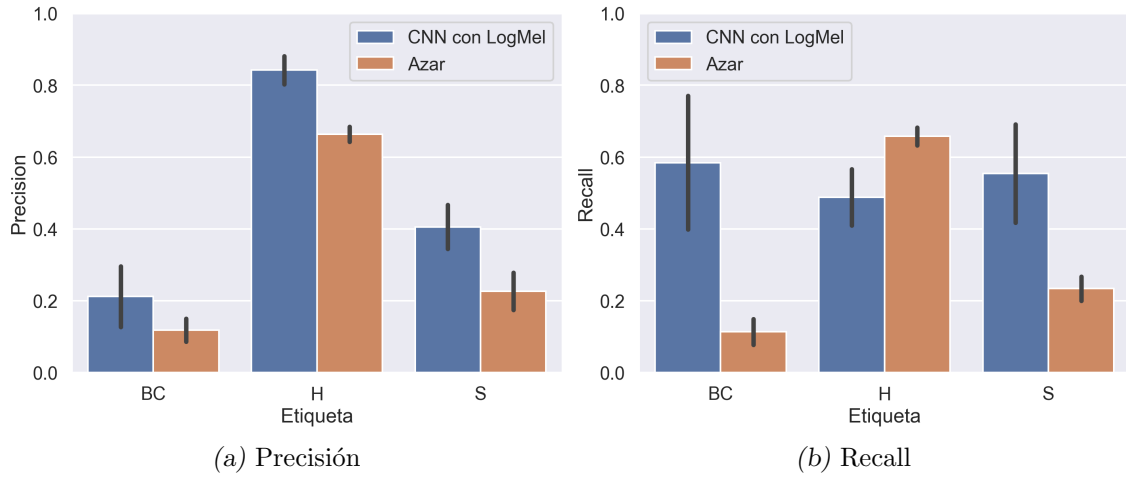 1.0
0.8
0.6
0.4
0.2
0.0
Precision
CNN con LogMel
Azar
BC H S
Etiqueta
(a) Precisión
1.0
0.8
0.6
0.4
0.2
0.0
Recall
CNN con LogMel
Azar
BC H S
Etiqueta
(b) Recall